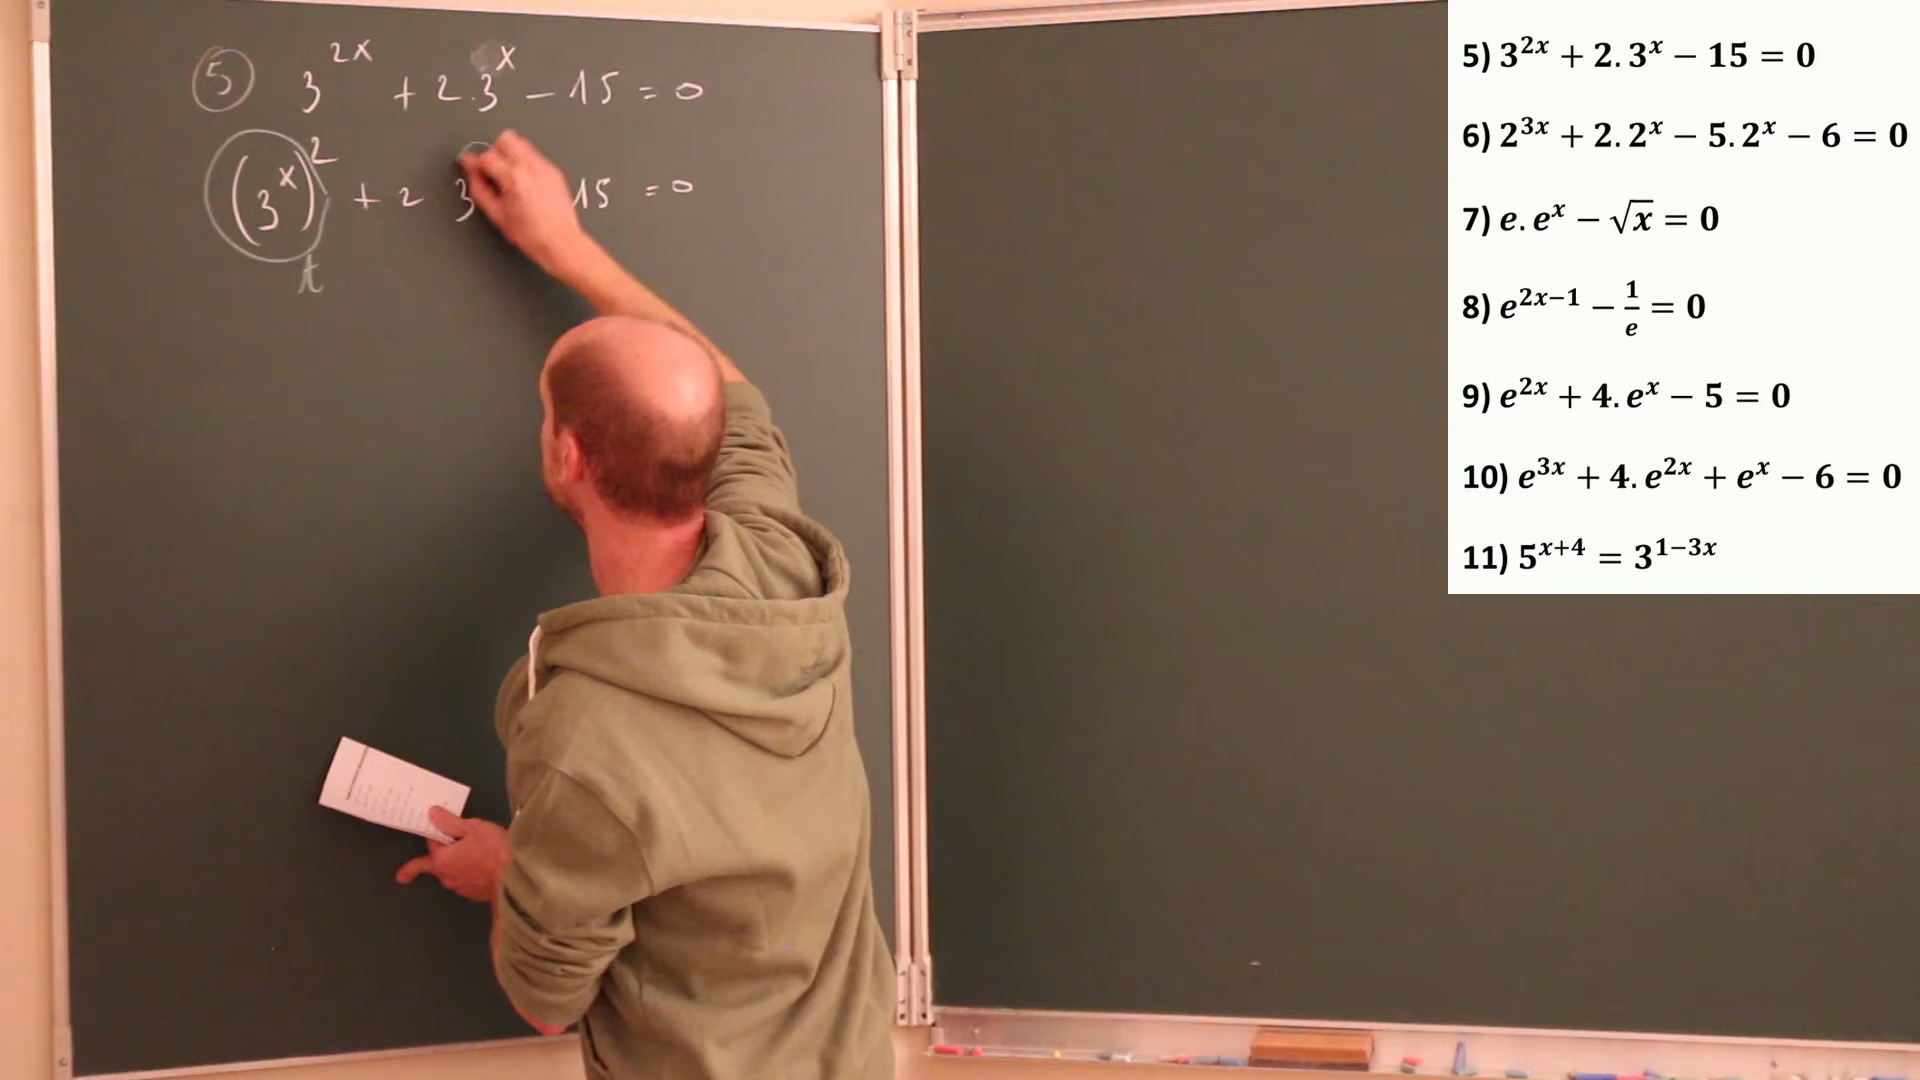 ⑤ 3^{2x} + 2.3^x − 15 = 0
(3^x)^2 + 2 3 15 = 0
t
5) 3^{2x} + 2. 3^x − 15 = 0
6) 2^{3x} + 2. 2^x − 5. 2^x − 6 = 0
7) e. e^x − √x = 0
8) e^{2x−1} − 1/e = 0
9) e^{2x} + 4. e^x − 5 = 0
10) e^{3x} + 4. e^{2x} + e^x − 6 = 0
11) 5^{x+4} = 3^{1−3x}